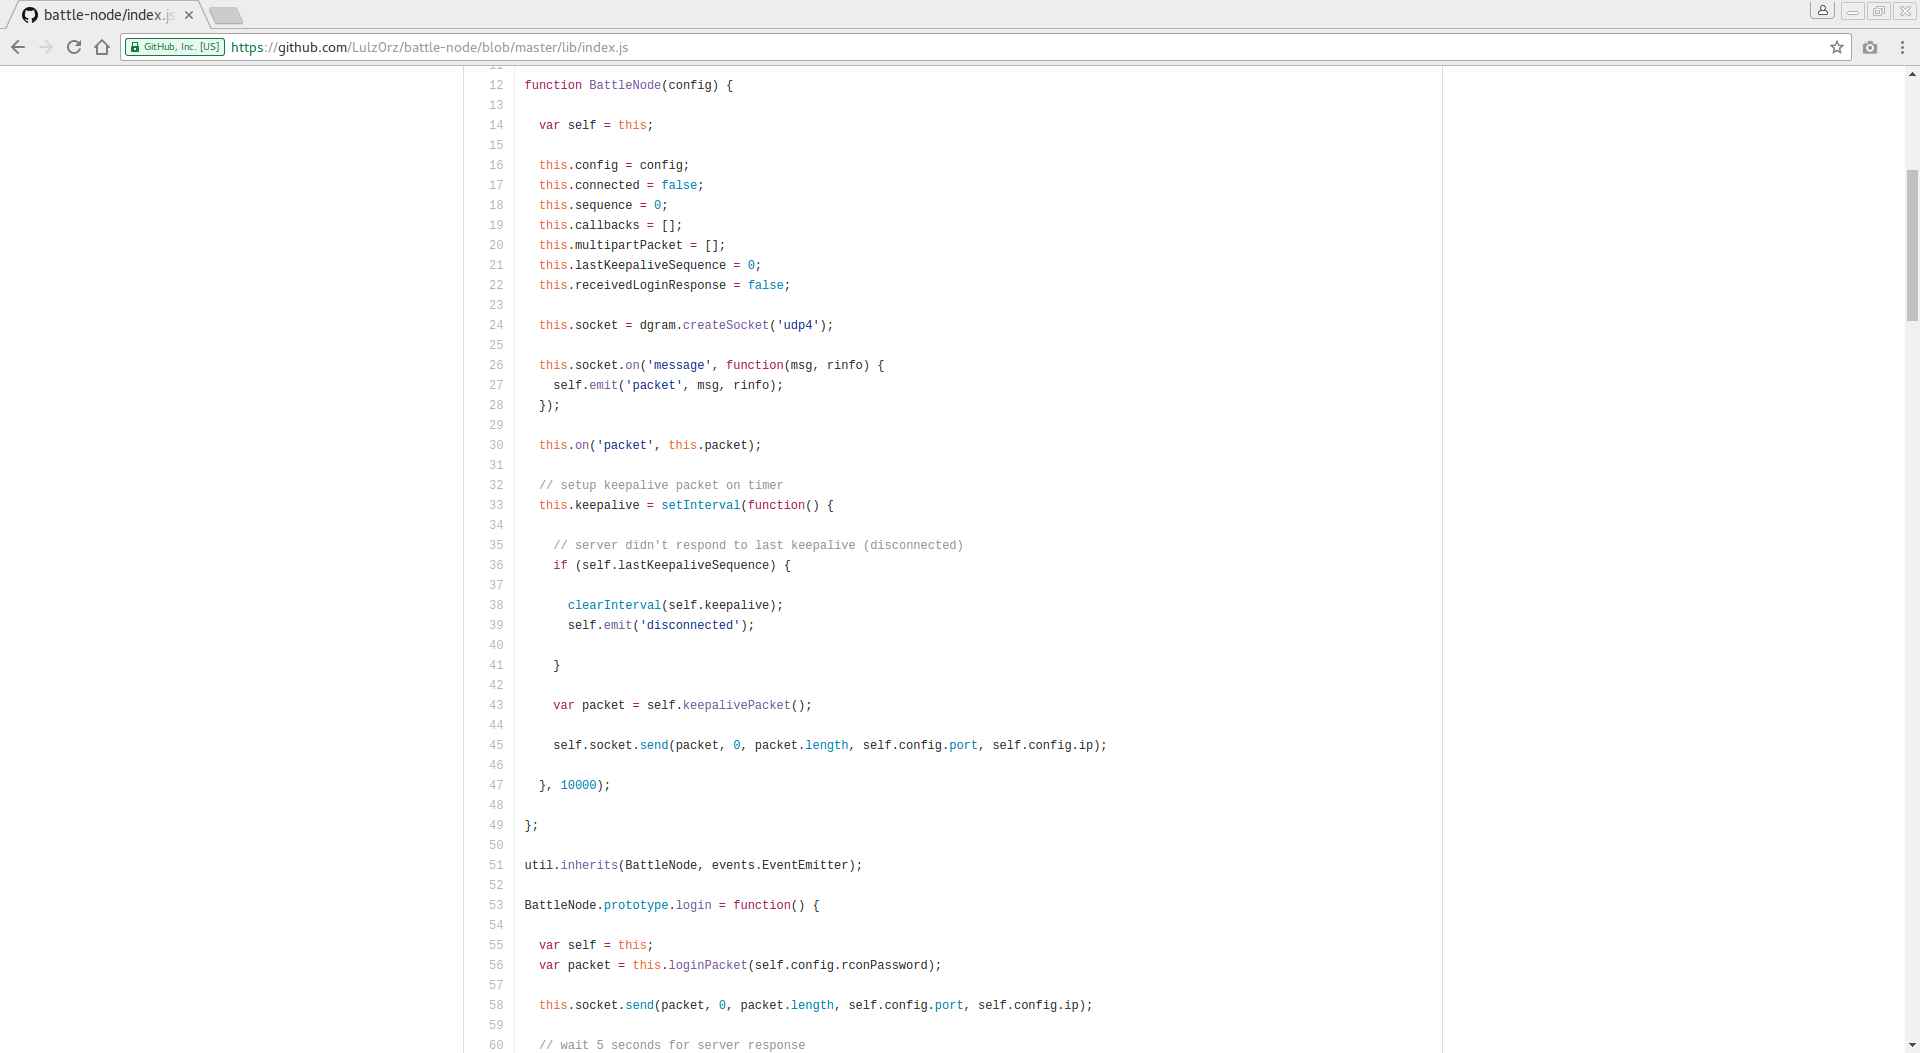 battle-node/index.js
GitHub, Inc. [US] https://github.com/Lulz0rz/battle-node/blob/master/lib/index.js
11
12 function BattleNode(config) {
13
14 var self = this;
15
16 this.config = config;
17 this.connected = false;
18 this.sequence = 0;
19 this.callbacks = [];
20 this.multipartPacket = [];
21 this.lastKeepaliveSequence = 0;
22 this.receivedLoginResponse = false;
23
24 this.socket = dgram.createSocket('udp4');
25
26 this.socket.on('message', function(msg, rinfo) {
27 self.emit('packet', msg, rinfo);
28 });
29
30 this.on('packet', this.packet);
31
32 // setup keepalive packet on timer
33 this.keepalive = setInterval(function() {
34
35 // server didn't respond to last keepalive (disconnected)
36 if (self.lastKeepaliveSequence) {
37
38 clearInterval(self.keepalive);
39 self.emit('disconnected');
40
41 }
42
43 var packet = self.keepalivePacket();
44
45 self.socket.send(packet, 0, packet.length, self.config.port, self.config.ip);
46
47 }, 10000);
48
49 };
50
51 util.inherits(BattleNode, events.EventEmitter);
52
53 BattleNode.prototype.login = function() {
54
55 var self = this;
56 var packet = this.loginPacket(self.config.rconPassword);
57
58 this.socket.send(packet, 0, packet.length, self.config.port, self.config.ip);
59
60 // wait 5 seconds for server response